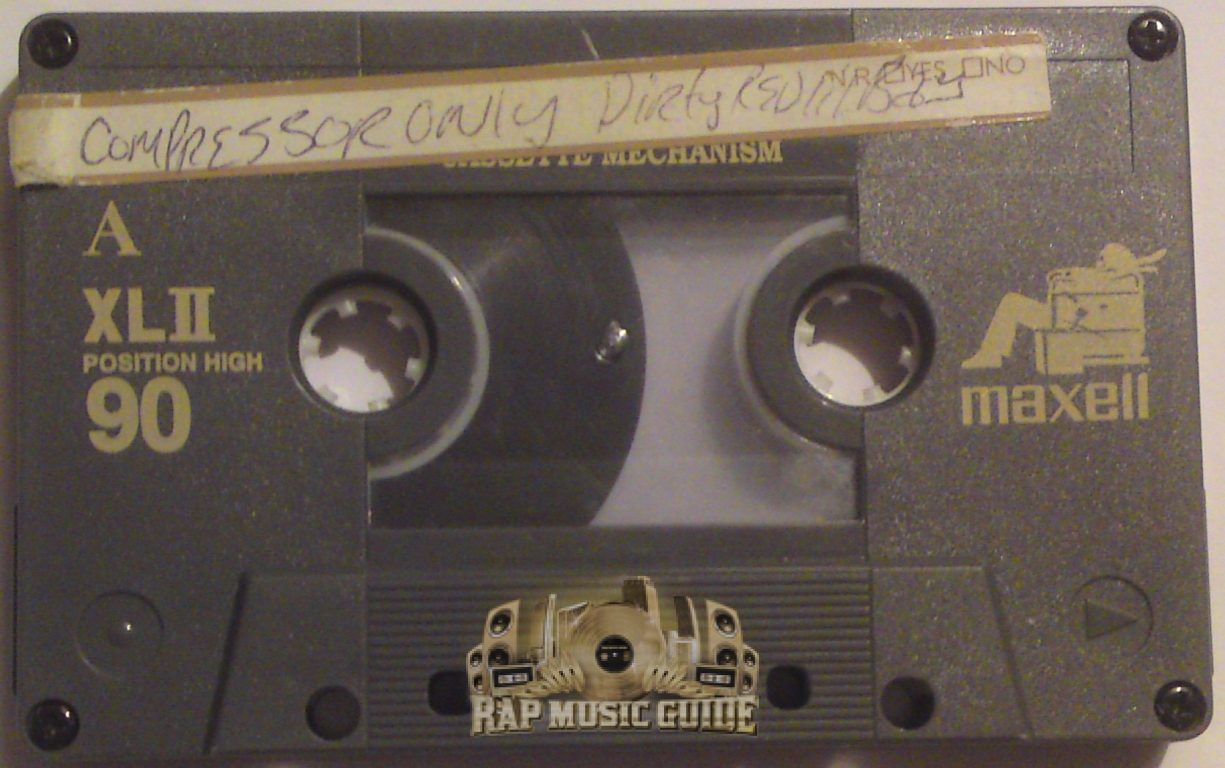 N.R. YES NO
COMPRESSOR ONLY Dirty
CASSETTE MECHANISM
A
XLII
POSITION HIGH
90
maxell
RAP MUSIC GUIDE